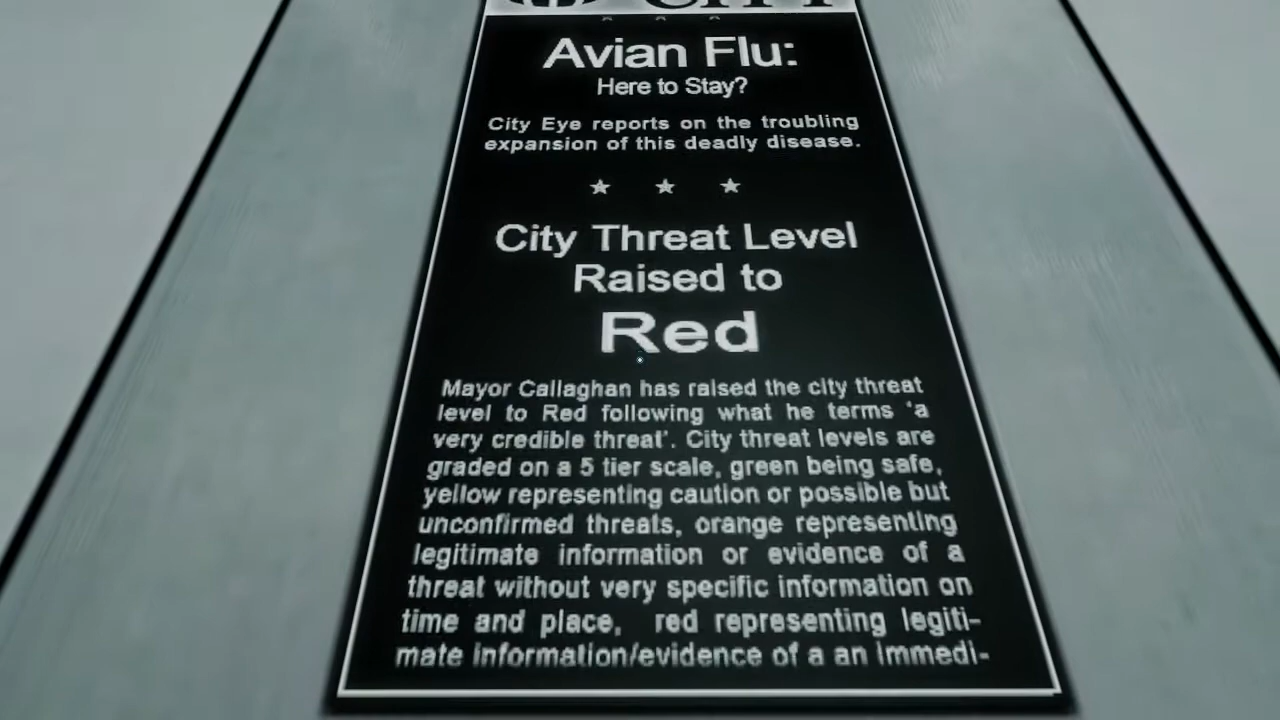 CITY
Avian Flu:
Here to Stay?
City Eye reports on the troubling
expansion of this deadly disease.
City Threat Level
Raised to
Red
Mayor Callaghan has raised the city threat
level to Red following what he terms 'a
very credible threat'. City threat levels are
graded on a 5 tier scale, green being safe,
yellow representing caution or possible but
unconfirmed threats, orange representing
legitimate information or evidence of a
threat without very specific information on
time and place, red representing legiti-
mate information/evidence of a an immedi-